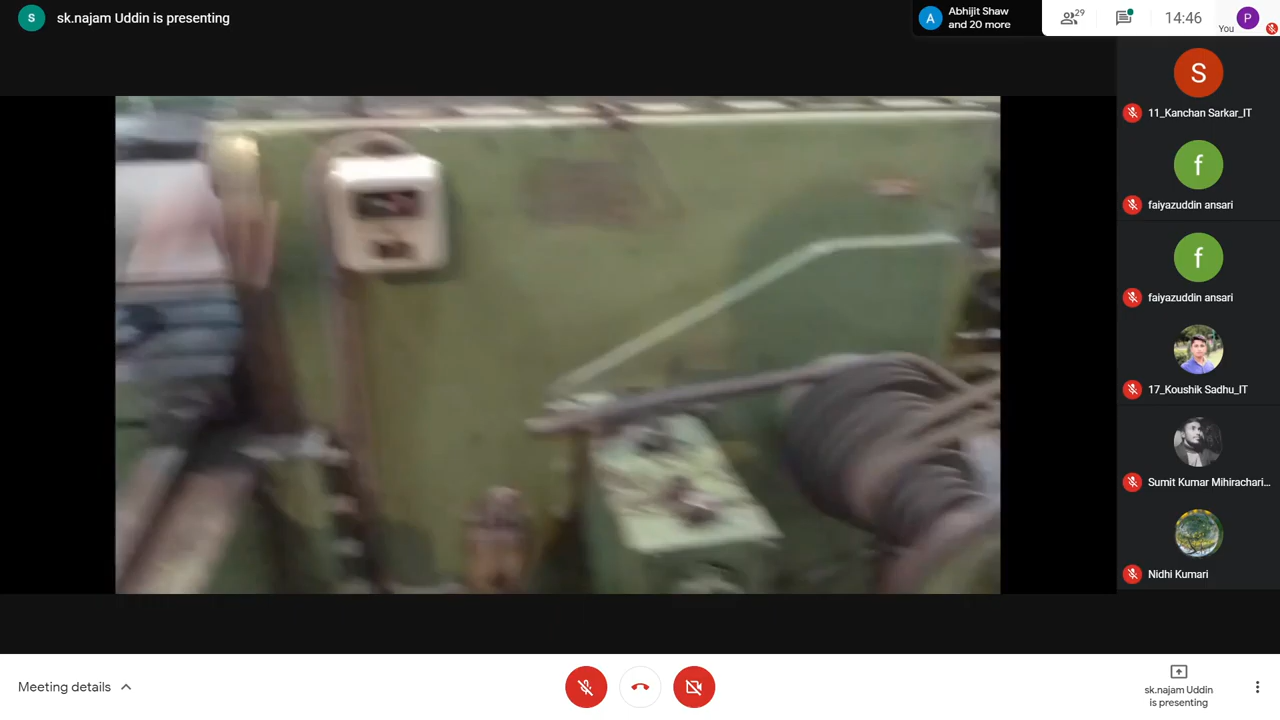 S
sk.najam Uddin is presenting
A
Abhijit Shaw
and 20 more
29
14:46
You
P
S
11_Kanchan Sarkar_IT
f
faiyazuddin ansari
f
faiyazuddin ansari
17_Koushik Sadhu_IT
Sumit Kumar Mihirachari...
Nidhi Kumari
Meeting details
sk.najam Uddin
is presenting